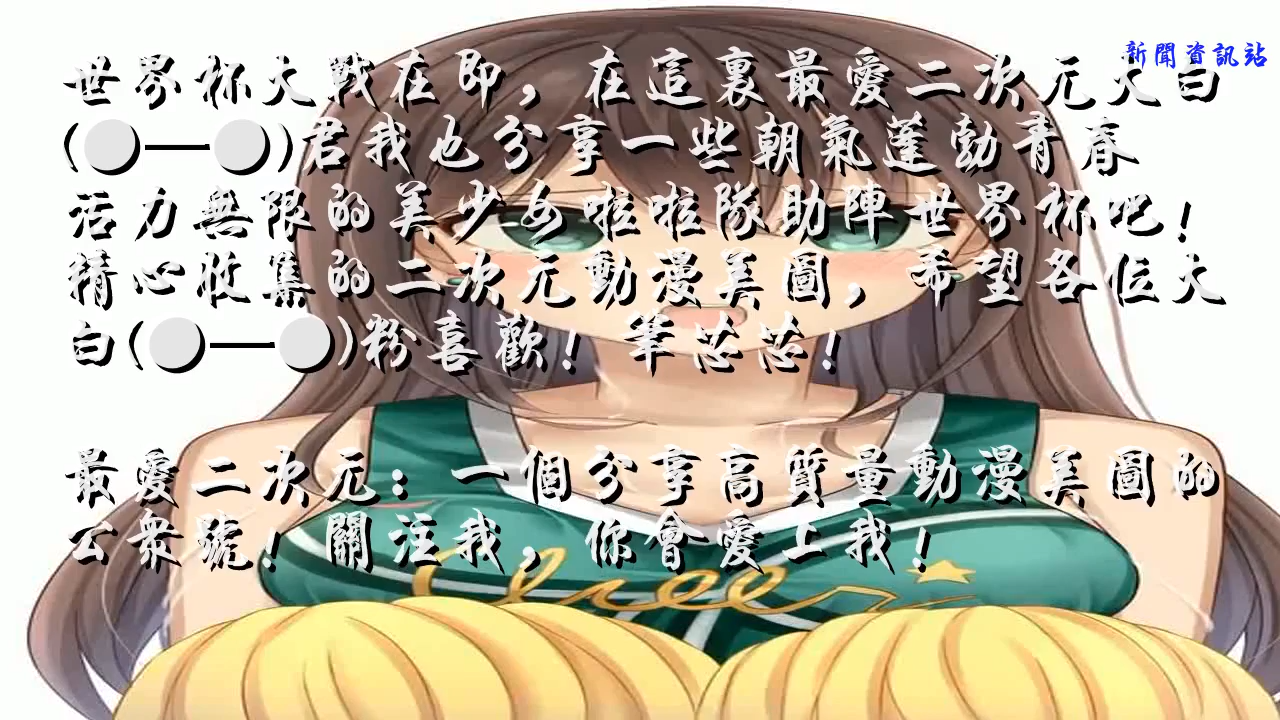 新聞資訊站
世界杯大戰在即，在這裏最愛二次元大白
(●—●)君我也分享一些朝氣蓬勃青春
活力無限的美少女啦啦隊助陣世界杯吧！
精心收集的二次元動漫美圖，希望各位大
白(●—●)粉喜歡！筆芯芯！
最愛二次元：一個分享高質量動漫美圖的
公衆號！關注我，你會愛上我！
Cheer